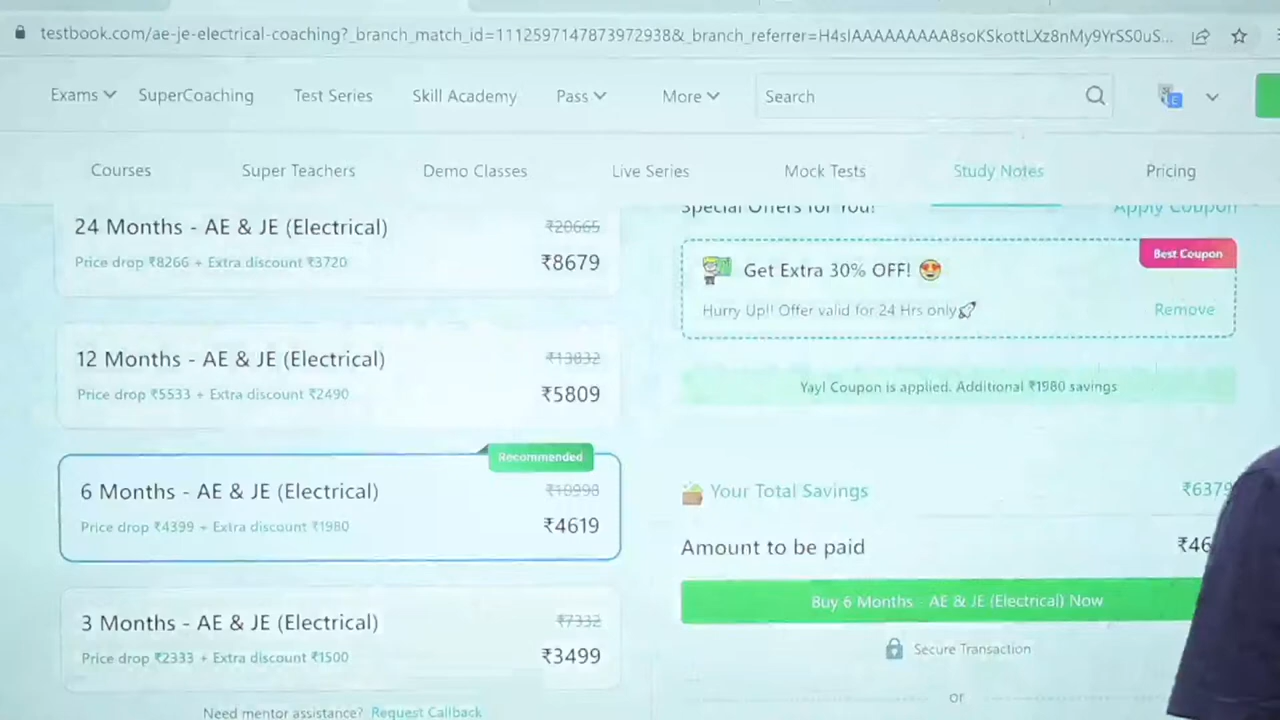 testbook.com/ae-je-electrical-coaching?_branch_match_id=1112597147873972938&_branch_referrer=H4sIAAAAAAAAA8soKSkottLXz8nMy9YrSS0uS...
Exams SuperCoaching Test Series Skill Academy Pass More Search
Courses Super Teachers Demo Classes Live Series Mock Tests Study Notes Pricing
Special Offers for You! Apply Coupon
24 Months - AE & JE (Electrical) ₹20665
Price drop ₹8266 + Extra discount ₹3720 ₹8679
Best Coupon
Get Extra 30% OFF! 😍
Hurry Up!! Offer valid for 24 Hrs only🚀 Remove
12 Months - AE & JE (Electrical) ₹13832
Price drop ₹5533 + Extra discount ₹2490 ₹5809
Yay! Coupon is applied. Additional ₹1980 savings
Recommended
6 Months - AE & JE (Electrical) ₹10998
Price drop ₹4399 + Extra discount ₹1980 ₹4619
Your Total Savings ₹6379
Amount to be paid ₹46
Buy 6 Months - AE & JE (Electrical) Now
3 Months - AE & JE (Electrical) ₹7332
Price drop ₹2333 + Extra discount ₹1500 ₹3499
Secure Transaction
or
Need mentor assistance? Request Callback